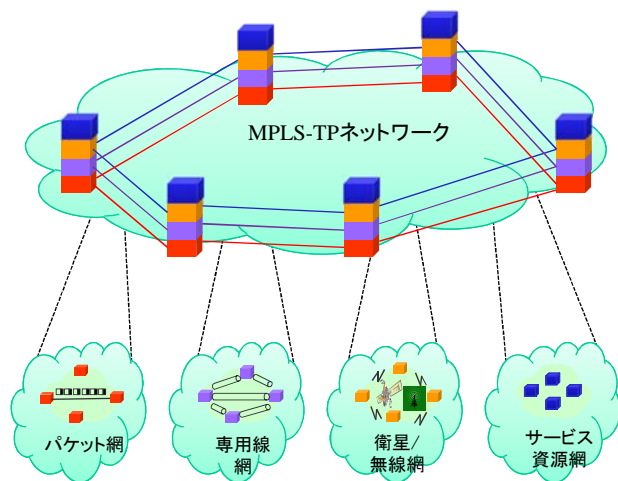 MPLS-TPネットワーク
パケット網
専用線
網
衛星/
無線網
サービス
資源網